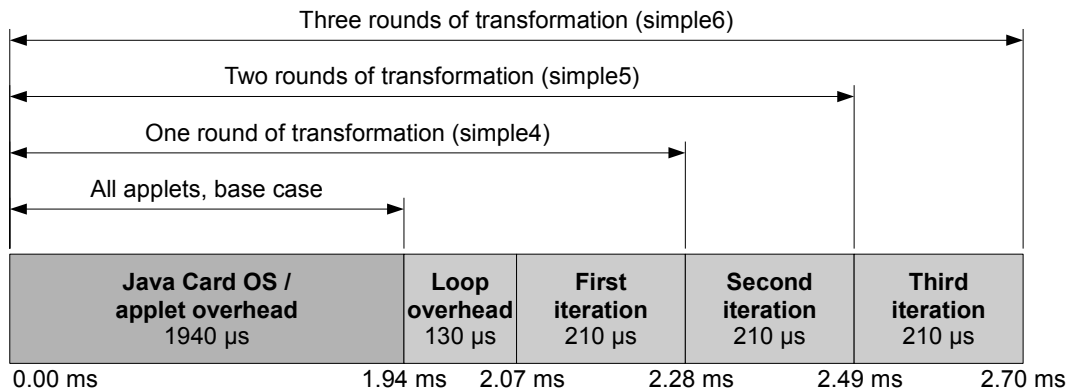 Three rounds of transformation (simple6)
Two rounds of transformation (simple5)
One round of transformation (simple4)
All applets, base case
Java Card OS /
applet overhead
1940 µs
Loop
overhead
130 µs
First
iteration
210 µs
Second
iteration
210 µs
Third
iteration
210 µs
0.00 ms 1.94 ms 2.07 ms 2.28 ms 2.49 ms 2.70 ms